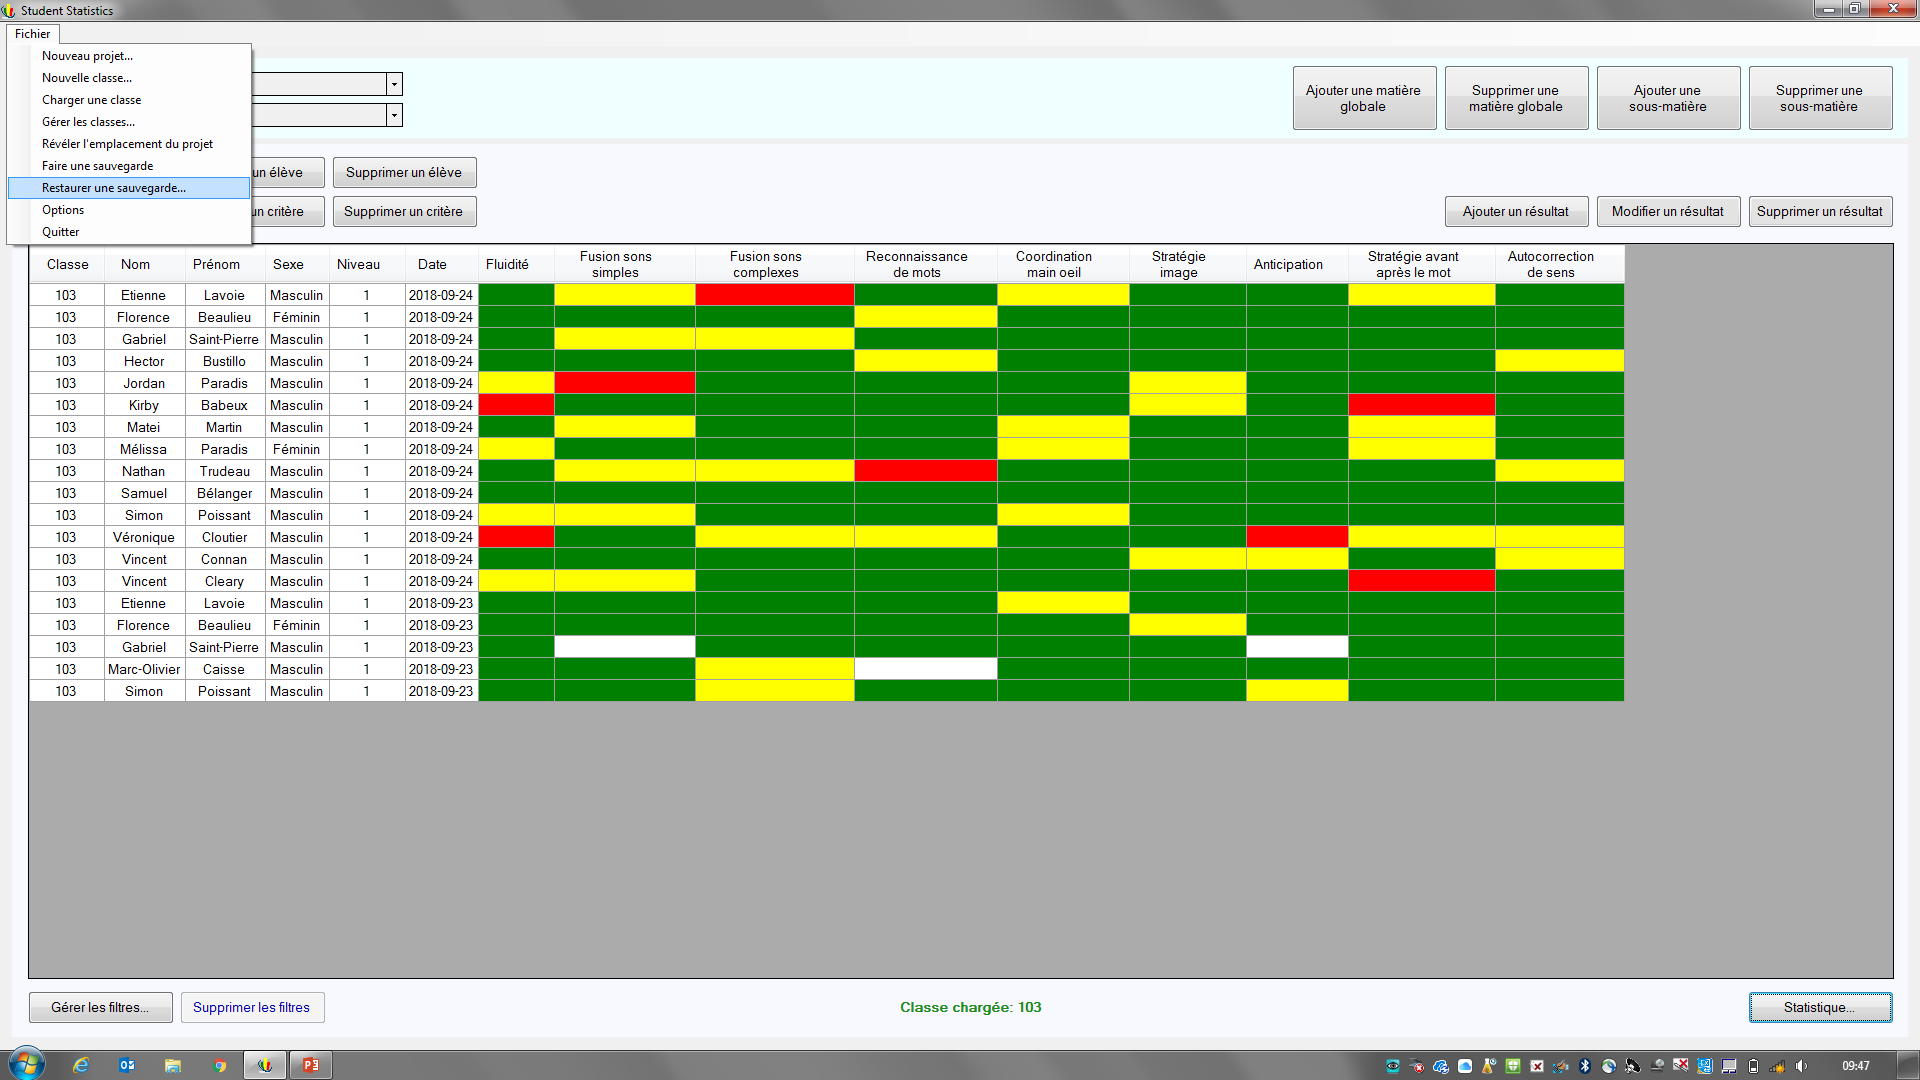 Student Statistics
Fichier
Nouveau projet...
Nouvelle classe...
Charger une classe
Gérer les classes...
Révéler l'emplacement du projet
Faire une sauvegarde
Restaurer une sauvegarde...
Options
Quitter
Ajouter une matière
globale
Supprimer une
matière globale
Ajouter une
sous-matière
Supprimer une
sous-matière
un élève
Supprimer un élève
un critère
Supprimer un critère
Ajouter un résultat
Modifier un résultat
Supprimer un résultat
Classe Nom Prénom Sexe Niveau Date Fluidité Fusion sons simples Fusion sons complexes Reconnaissance de mots Coordination main oeil Stratégie image Anticipation Stratégie avant après le mot Autocorrection de sens
103 Etienne Lavoie Masculin 1 2018-09-24
103 Florence Beaulieu Féminin 1 2018-09-24
103 Gabriel Saint-Pierre Masculin 1 2018-09-24
103 Hector Bustillo Masculin 1 2018-09-24
103 Jordan Paradis Masculin 1 2018-09-24
103 Kirby Babeux Masculin 1 2018-09-24
103 Matei Martin Masculin 1 2018-09-24
103 Mélissa Paradis Féminin 1 2018-09-24
103 Nathan Trudeau Masculin 1 2018-09-24
103 Samuel Bélanger Masculin 1 2018-09-24
103 Simon Poissant Masculin 1 2018-09-24
103 Véronique Cloutier Masculin 1 2018-09-24
103 Vincent Connan Masculin 1 2018-09-24
103 Vincent Cleary Masculin 1 2018-09-24
103 Etienne Lavoie Masculin 1 2018-09-23
103 Florence Beaulieu Féminin 1 2018-09-23
103 Gabriel Saint-Pierre Masculin 1 2018-09-23
103 Marc-Olivier Caisse Masculin 1 2018-09-23
103 Simon Poissant Masculin 1 2018-09-23
Gérer les filtres...
Supprimer les filtres
Classe chargée: 103
Statistique...
09:47